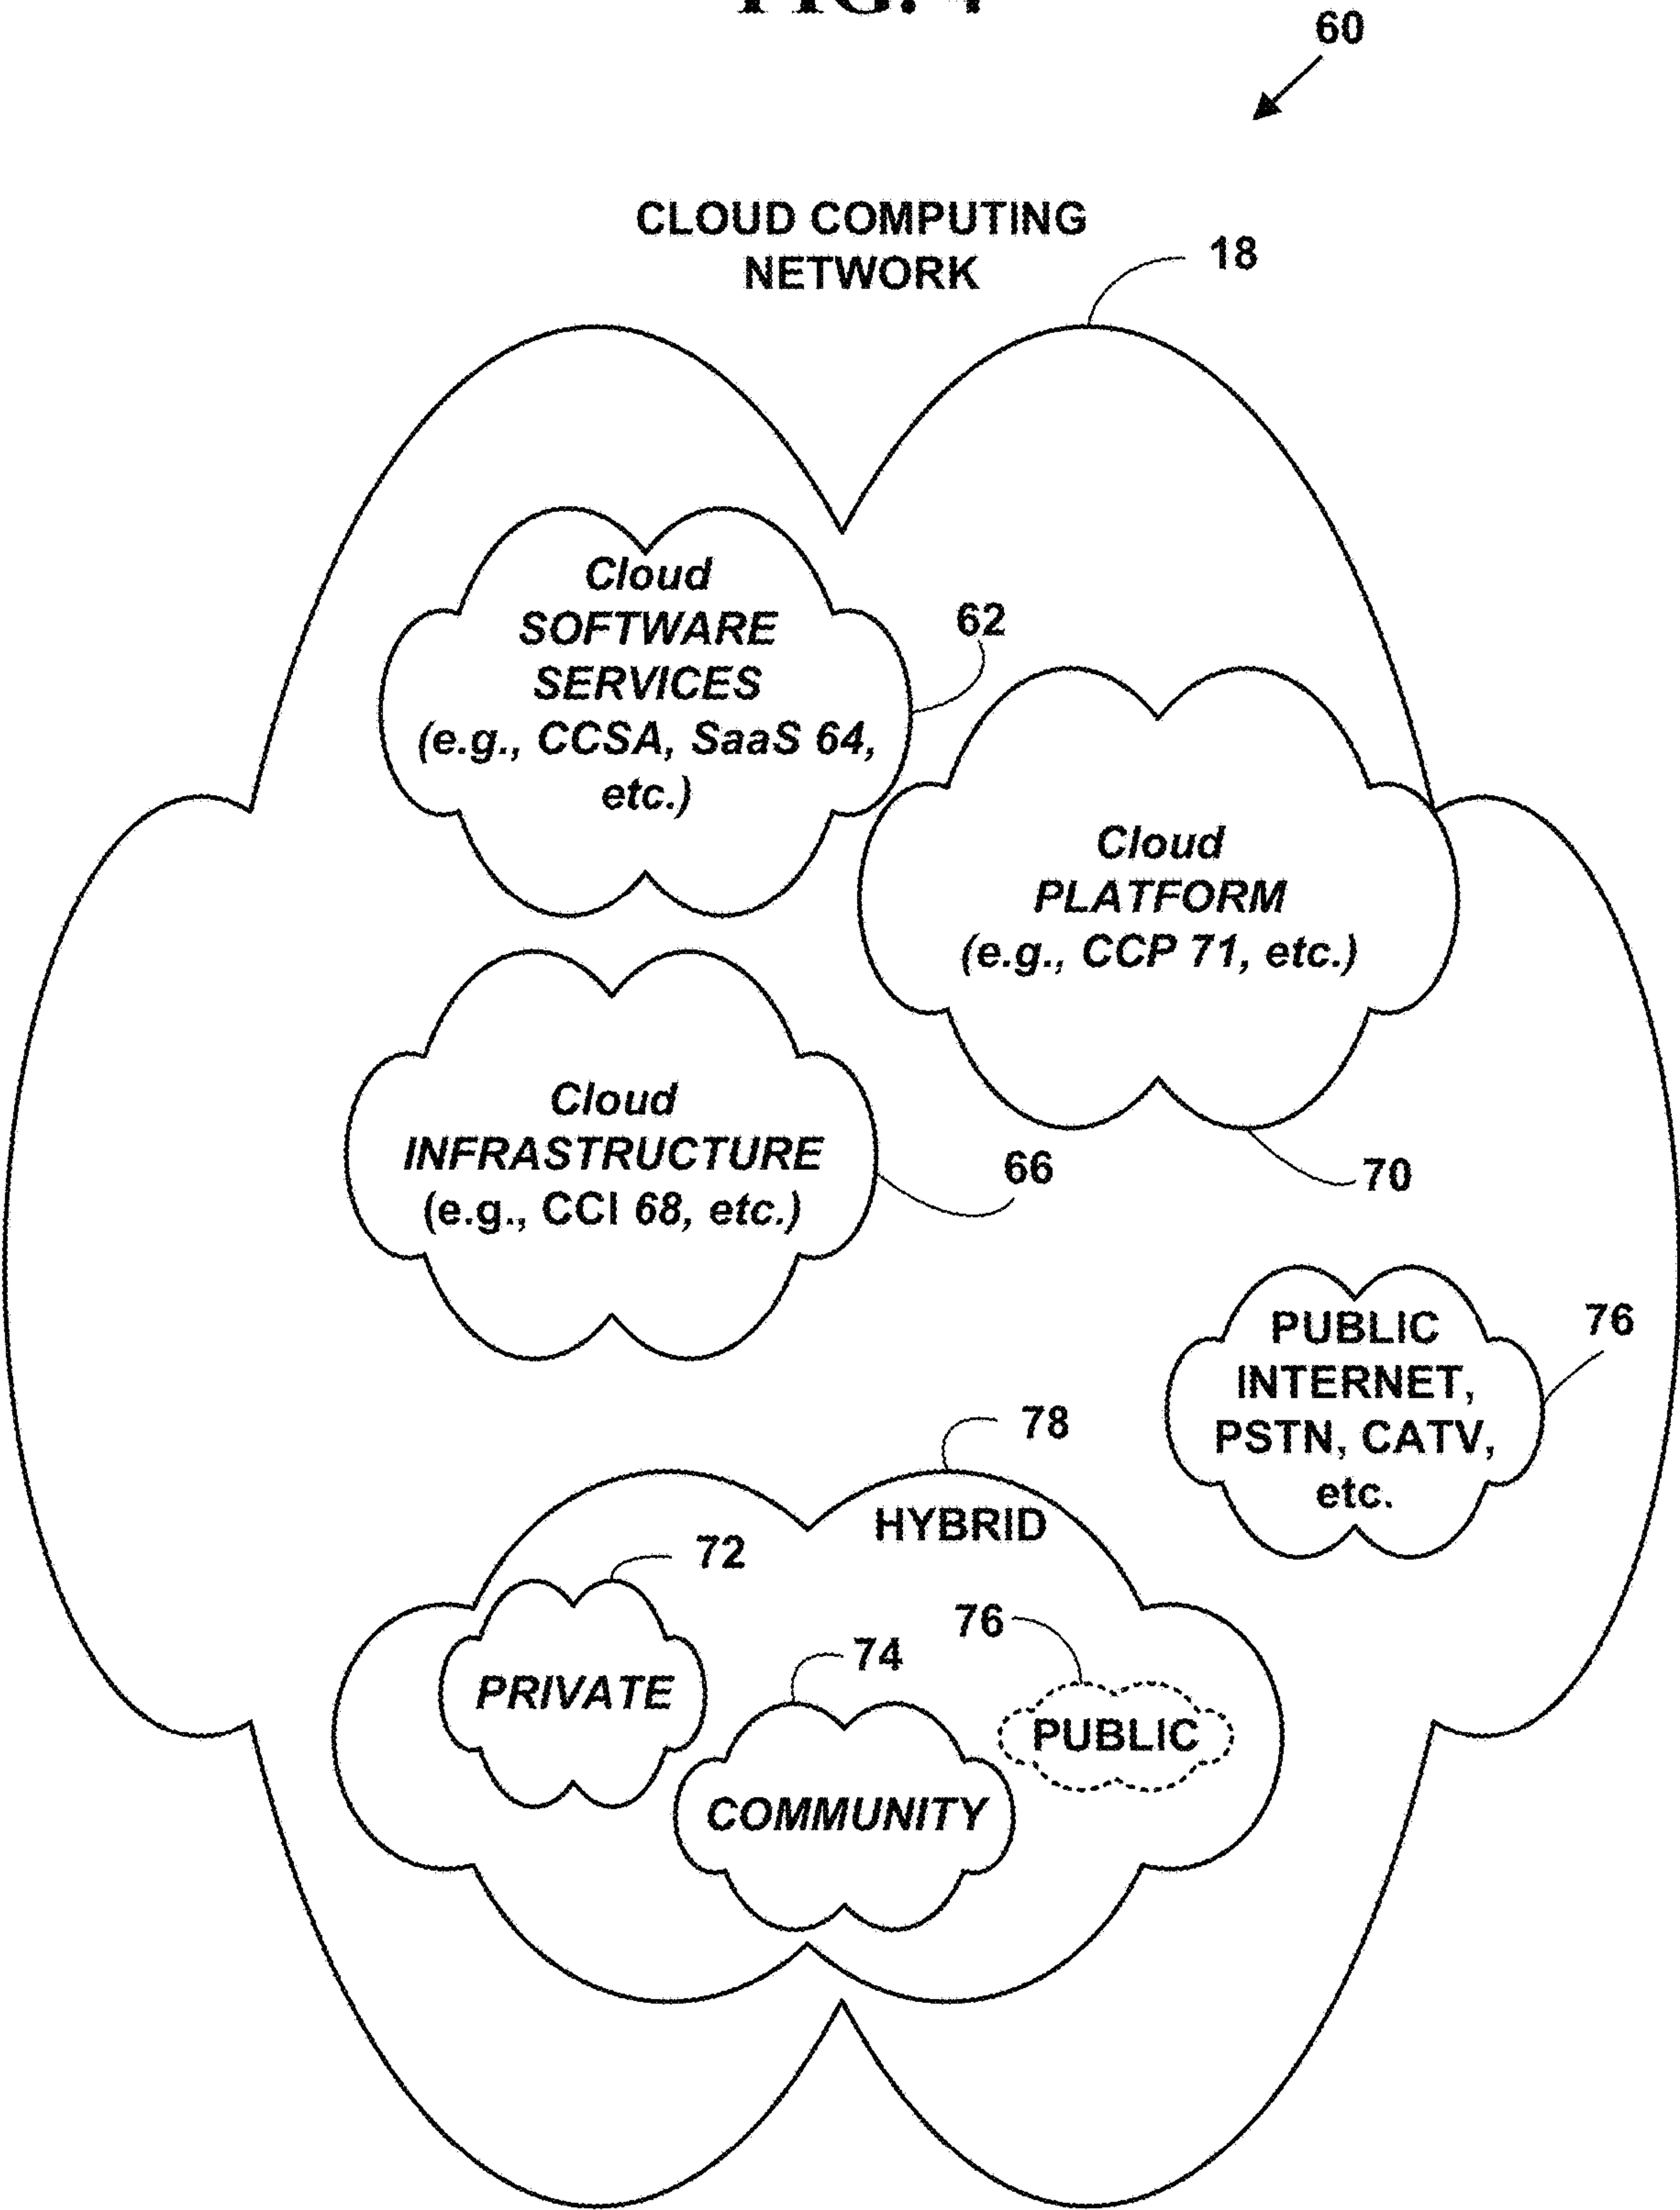 60
CLOUD COMPUTING
NETWORK
18
Cloud
SOFTWARE
SERVICES
(e.g., CCSA, SaaS 64,
etc.)
62
Cloud
PLATFORM
(e.g., CCP 71, etc.)
70
Cloud
INFRASTRUCTURE
(e.g., CCI 68, etc.)
66
PUBLIC
INTERNET,
PSTN, CATV,
etc.
76
78
HYBRID
72
PRIVATE
74
COMMUNITY
76
PUBLIC